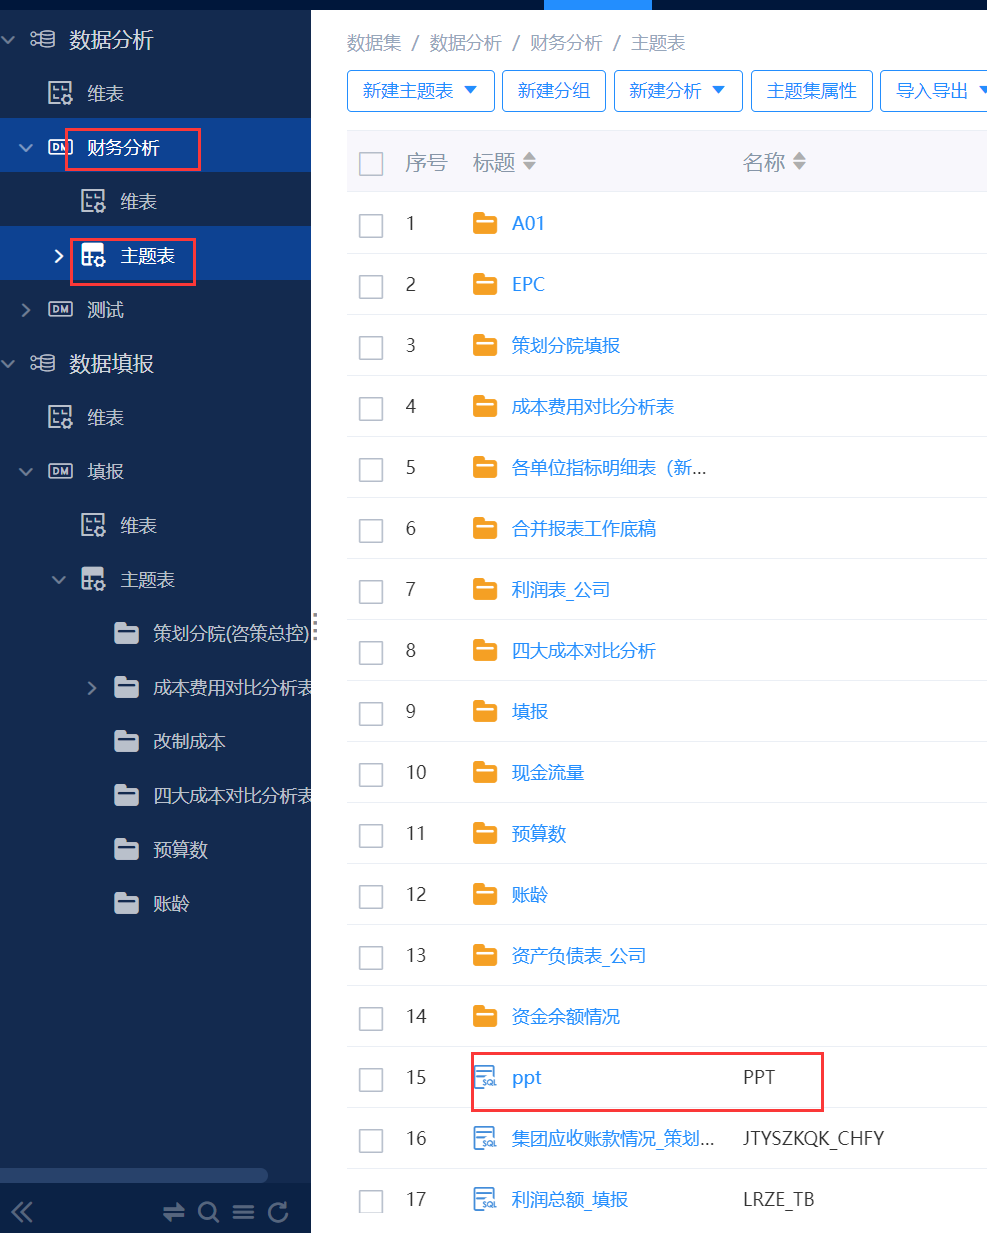 数据分析
维表
DM 财务分析
维表
主题表
DM 测试
数据填报
维表
DM 填报
维表
主题表
策划分院(咨策总控)
成本费用对比分析表
改制成本
四大成本对比分析表
预算数
账龄
数据集 / 数据分析 / 财务分析 / 主题表
新建主题表 新建分组 新建分析 主题集属性 导入导出
序号 标题 名称
1 A01
2 EPC
3 策划分院填报
4 成本费用对比分析表
5 各单位指标明细表（新...
6 合并报表工作底稿
7 利润表_公司
8 四大成本对比分析
9 填报
10 现金流量
11 预算数
12 账龄
13 资产负债表_公司
14 资金余额情况
15 SQL ppt PPT
16 SQL 集团应收账款情况_策划... JTYSZKQK_CHFY
17 SQL 利润总额_填报 LRZE_TB